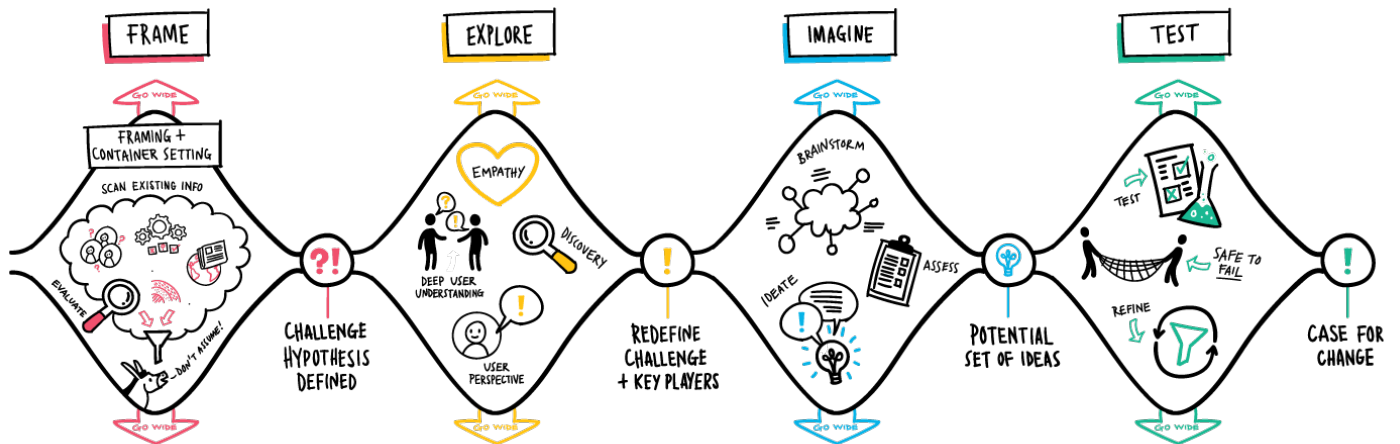 FRAME
EXPLORE
IMAGINE
TEST
GO WIDE
GO WIDE
GO WIDE
GO WIDE
FRAMING +
CONTAINER SETTING
SCAN EXISTING INFO
?
?
?
EVALUATE
DON'T ASSUME!
?!
CHALLENGE
HYPOTHESIS
DEFINED
EMPATHY
?
!
DEEP USER
UNDERSTANDING
DISCOVERY
!
USER
PERSPECTIVE
!
REDEFINE
CHALLENGE
+ KEY PLAYERS
BRAINSTORM
ASSESS
IDEATE
!
POTENTIAL
SET OF IDEAS
TEST
SAFE TO
FAIL
REFINE
!
CASE FOR
CHANGE
GO WIDE
GO WIDE
GO WIDE
GO WIDE